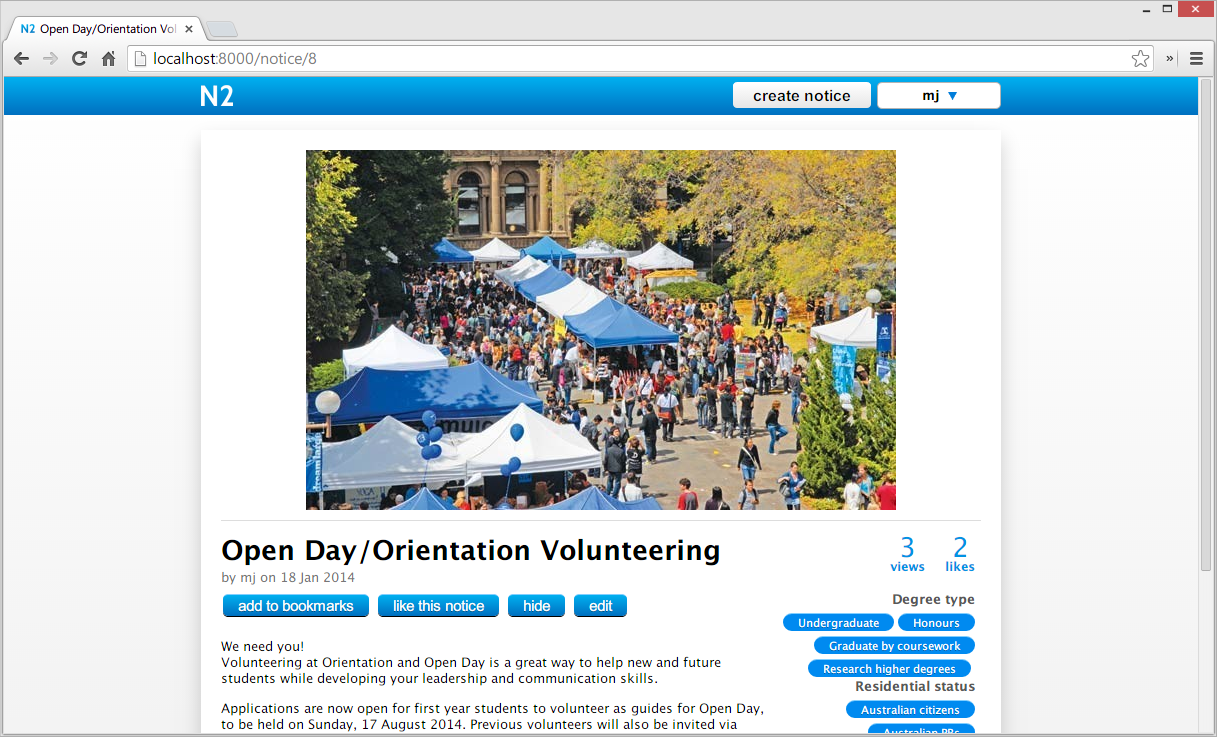 N2 Open Day/Orientation Vol
localhost:8000/notice/8
N2
create notice
mj
Open Day/Orientation Volunteering
by mj on 18 Jan 2014
3 views
2 likes
add to bookmarks
like this notice
hide
edit
We need you!
Volunteering at Orientation and Open Day is a great way to help new and future
students while developing your leadership and communication skills.
Applications are now open for first year students to volunteer as guides for Open Day,
to be held on Sunday, 17 August 2014. Previous volunteers will also be invited via
Degree type
Undergraduate
Honours
Graduate by coursework
Research higher degrees
Residential status
Australian citizens
Australian PRs